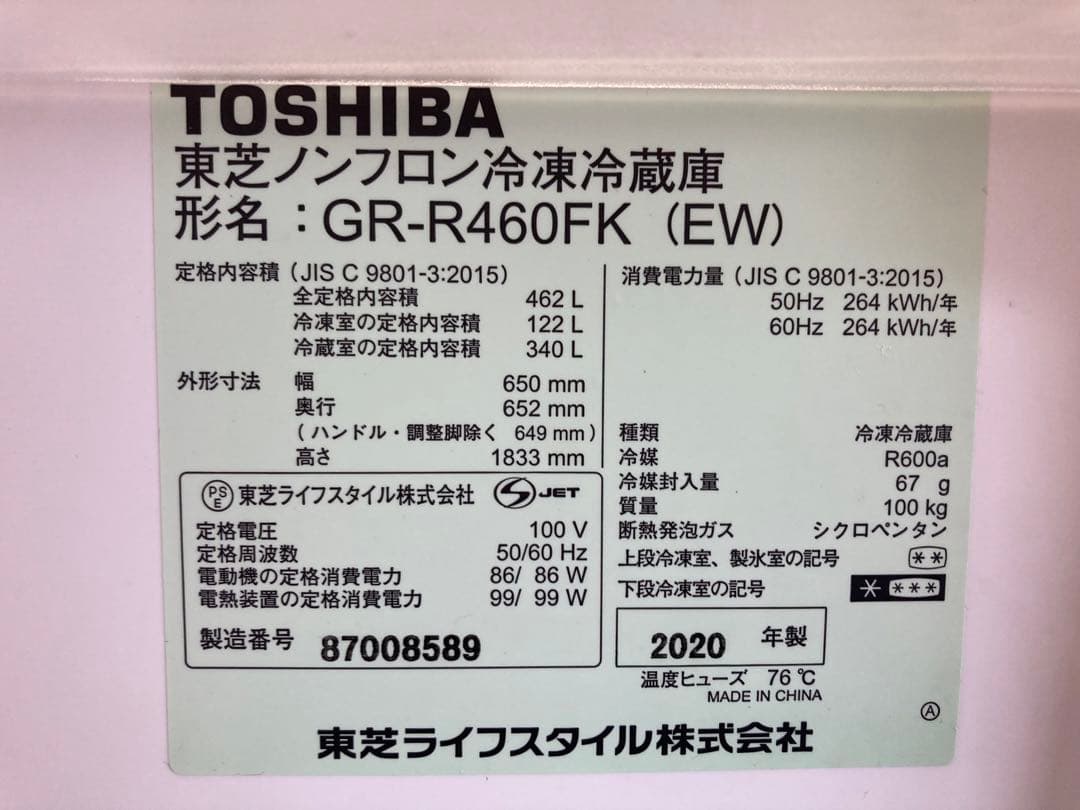 TOSHIBA
東芝ノンフロン冷凍冷蔵庫
形名：GR-R460FK（EW）
定格内容積（JIS C 9801-3:2015）
全定格内容積 462 L
冷凍室の定格内容積 122 L
冷蔵室の定格内容積 340 L
外形寸法 幅 650 mm
奥行 652 mm
（ハンドル・調整脚除く 649 mm）
高さ 1833 mm
PSE 東芝ライフスタイル株式会社 S JET
定格電圧 100 V
定格周波数 50/60 Hz
電動機の定格消費電力 86/ 86 W
電熱装置の定格消費電力 99/ 99 W
製造番号 87008589
消費電力量（JIS C 9801-3:2015）
50Hz 264 kWh/年
60Hz 264 kWh/年
種類 冷凍冷蔵庫
冷媒 R600a
冷媒封入量 67 g
質量 100 kg
断熱発泡ガス シクロペンタン
上段冷凍室、製氷室の記号 **
下段冷凍室の記号 * ***
2020 年製
温度ヒューズ 76℃
MADE IN CHINA
Ⓐ
東芝ライフスタイル株式会社